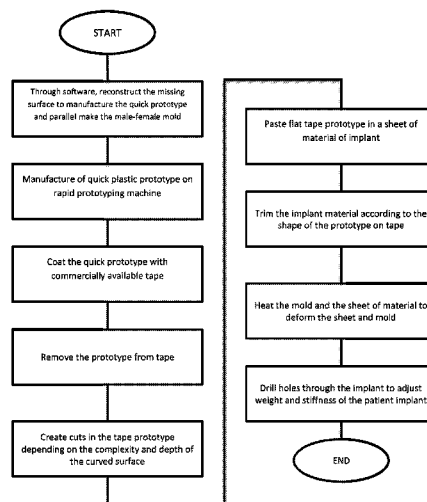 START
Through software, reconstruct the missing
surface to manufacture the quick prototype
and parallel make the male-female mold
Manufacture of quick plastic prototype on
rapid prototyping machine
Coat the quick prototype with
commercially available tape
Remove the prototype from tape
Create cuts in the tape prototype
depending on the complexity and depth of
the curved surface
Paste flat tape prototype in a sheet of
material of implant
Trim the implant material according to the
shape of the prototype on tape
Heat the mold and the sheet of material to
deform the sheet and mold
Drill holes through the implant to adjust
weight and stiffness of the patient implant
END